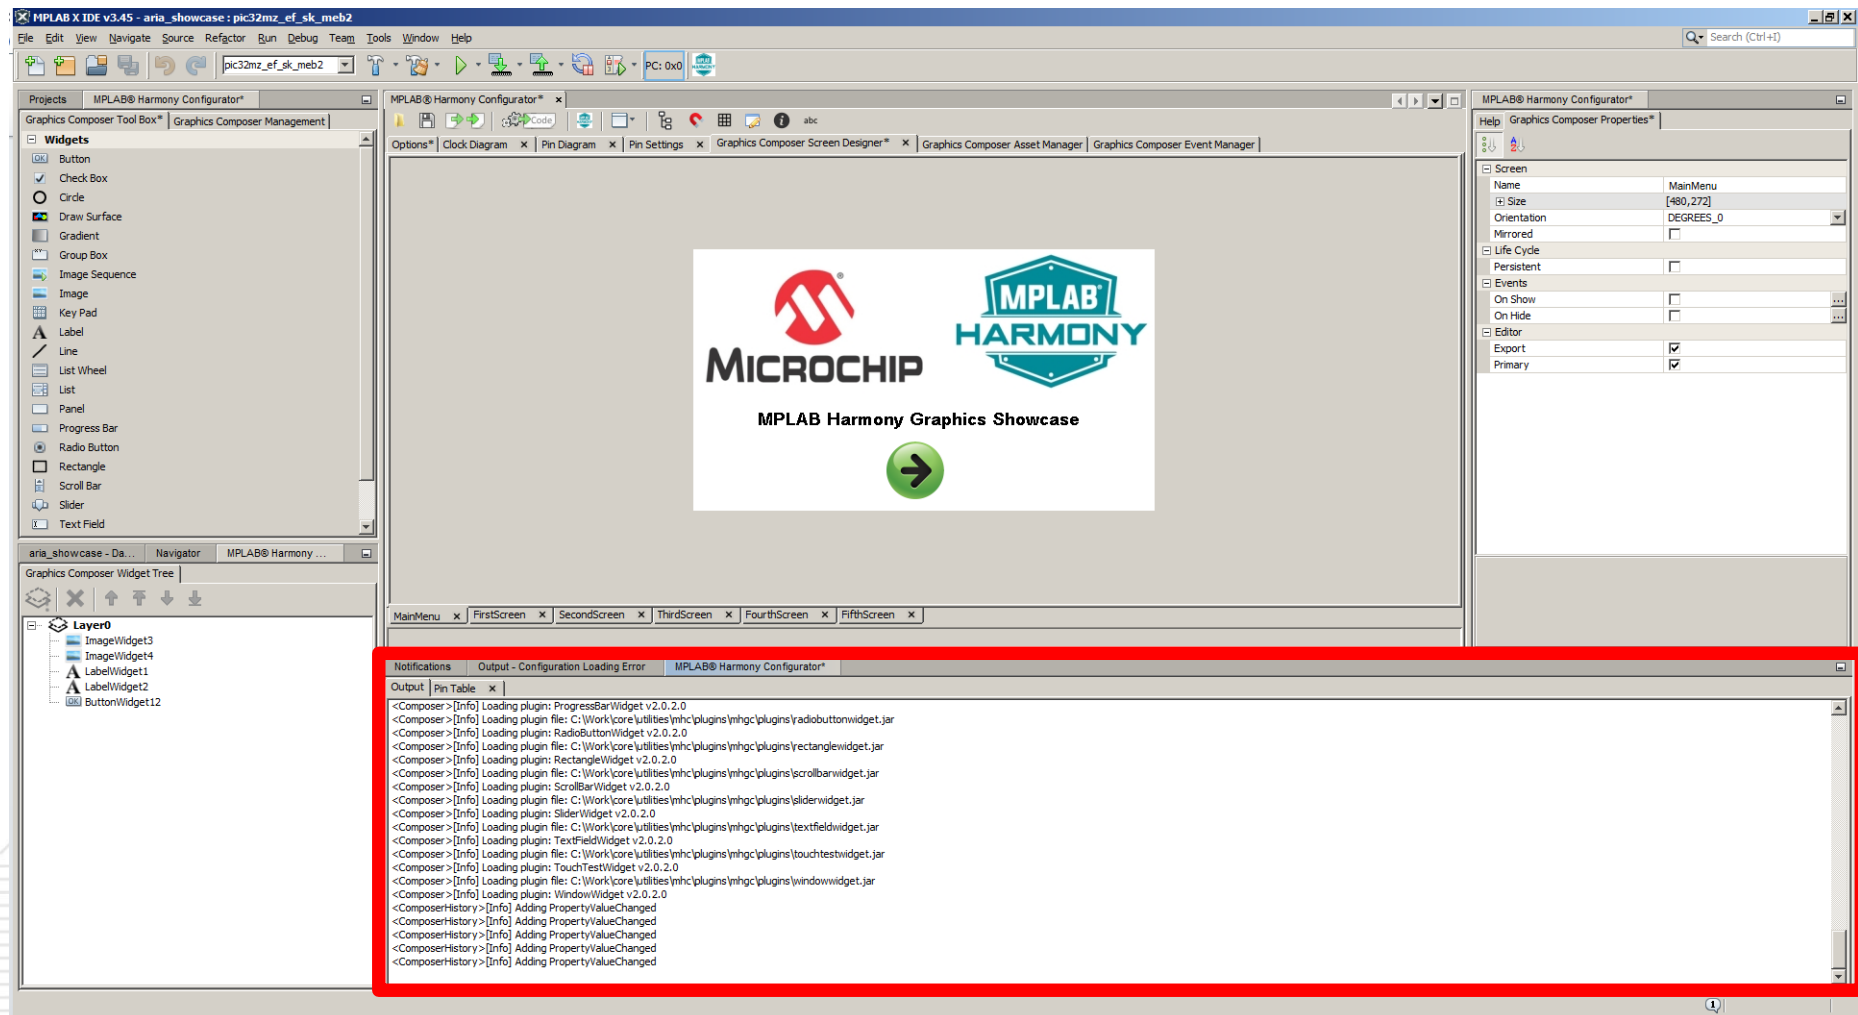 MPLAB X IDE v3.45 - aria_showcase : pic32mz_ef_sk_meb2
File Edit View Navigate Source Refactor Run Debug Team Tools Window Help
Search (Ctrl+I)
pic32mz_ef_sk_meb2
PC: 0x0
Projects MPLAB® Harmony Configurator*
Graphics Composer Tool Box* Graphics Composer Management
Widgets
Button
Check Box
Circle
Draw Surface
Gradient
Group Box
Image Sequence
Image
Key Pad
Label
Line
List Wheel
List
Panel
Progress Bar
Radio Button
Rectangle
Scroll Bar
Slider
Text Field
aria_showcase - Da... Navigator MPLAB® Harmony ...
Graphics Composer Widget Tree
Layer0
ImageWidget3
ImageWidget4
LabelWidget1
LabelWidget2
ButtonWidget12
MPLAB® Harmony Configurator*
Code
abc
Options* Clock Diagram Pin Diagram Pin Settings Graphics Composer Screen Designer* Graphics Composer Asset Manager Graphics Composer Event Manager
MICROCHIP
MPLAB
HARMONY
MPLAB Harmony Graphics Showcase
MainMenu FirstScreen SecondScreen ThirdScreen FourthScreen FifthScreen
MPLAB® Harmony Configurator*
Help Graphics Composer Properties*
Screen
Name MainMenu
Size [480,272]
Orientation DEGREES_0
Mirrored
Life Cycle
Persistent
Events
On Show ...
On Hide ...
Editor
Export
Primary
Notifications Output - Configuration Loading Error MPLAB® Harmony Configurator*
Output Pin Table
<Composer>[Info] Loading plugin: ProgressBarWidget v2.0.2.0
<Composer>[Info] Loading plugin file: C:\Work\core\utilities\mhc\plugins\mhgc\plugins\radiobuttonwidget.jar
<Composer>[Info] Loading plugin: RadioButtonWidget v2.0.2.0
<Composer>[Info] Loading plugin file: C:\Work\core\utilities\mhc\plugins\mhgc\plugins\rectanglewidget.jar
<Composer>[Info] Loading plugin: RectangleWidget v2.0.2.0
<Composer>[Info] Loading plugin file: C:\Work\core\utilities\mhc\plugins\mhgc\plugins\scrollbarwidget.jar
<Composer>[Info] Loading plugin: ScrollBarWidget v2.0.2.0
<Composer>[Info] Loading plugin file: C:\Work\core\utilities\mhc\plugins\mhgc\plugins\sliderwidget.jar
<Composer>[Info] Loading plugin: SliderWidget v2.0.2.0
<Composer>[Info] Loading plugin file: C:\Work\core\utilities\mhc\plugins\mhgc\plugins\textfieldwidget.jar
<Composer>[Info] Loading plugin: TextFieldWidget v2.0.2.0
<Composer>[Info] Loading plugin file: C:\Work\core\utilities\mhc\plugins\mhgc\plugins\touchtestwidget.jar
<Composer>[Info] Loading plugin: TouchTestWidget v2.0.2.0
<Composer>[Info] Loading plugin file: C:\Work\core\utilities\mhc\plugins\mhgc\plugins\windowwidget.jar
<Composer>[Info] Loading plugin: WindowWidget v2.0.2.0
<ComposerHistory>[Info] Adding PropertyValueChanged
<ComposerHistory>[Info] Adding PropertyValueChanged
<ComposerHistory>[Info] Adding PropertyValueChanged
<ComposerHistory>[Info] Adding PropertyValueChanged
<ComposerHistory>[Info] Adding PropertyValueChanged
1